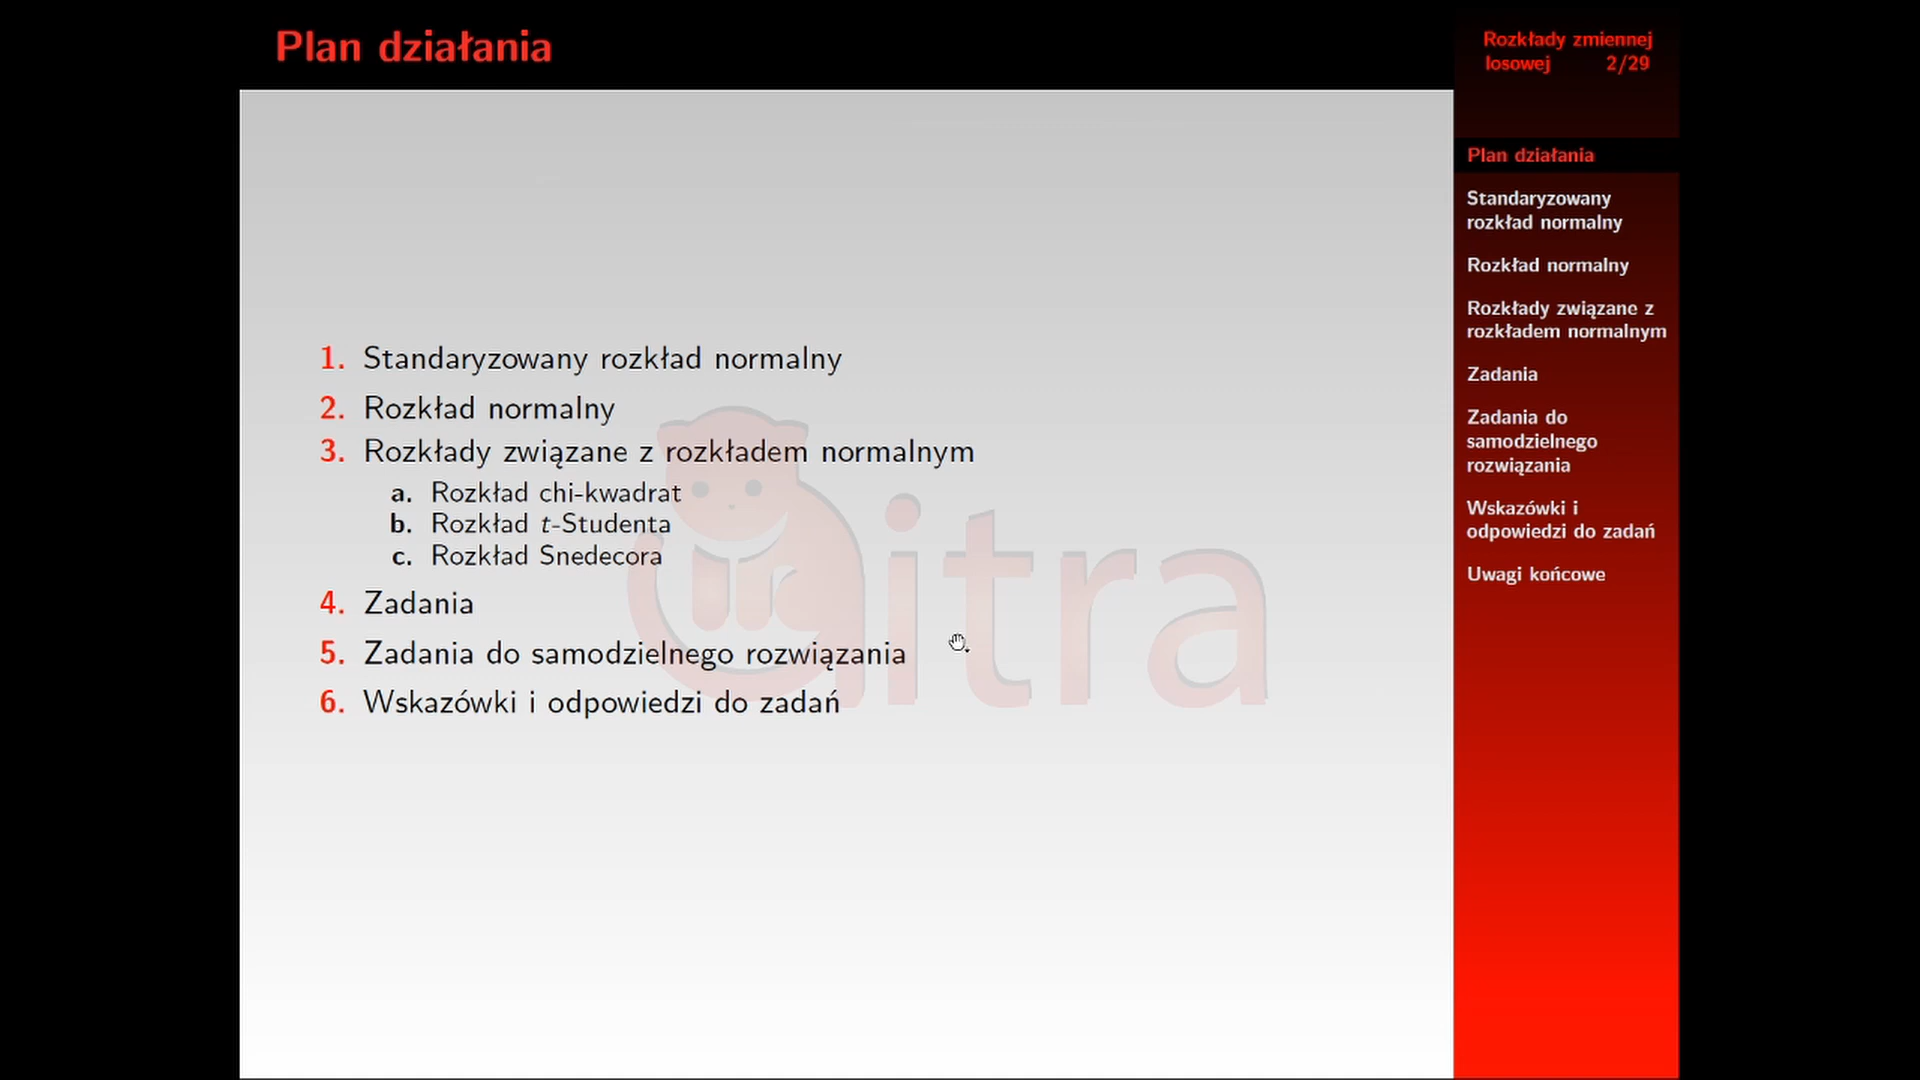 Plan działania
1. Standaryzowany rozkład normalny
2. Rozkład normalny
3. Rozkłady związane z rozkładem normalnym
a. Rozkład chi-kwadrat
b. Rozkład t-Studenta
c. Rozkład Snedecora
4. Zadania
5. Zadania do samodzielnego rozwiązania
6. Wskazówki i odpowiedzi do zadań
itra
Rozkłady zmiennej
losowej 2/29
Plan działania
Standaryzowany
rozkład normalny
Rozkład normalny
Rozkłady związane z
rozkładem normalnym
Zadania
Zadania do
samodzielnego
rozwiązania
Wskazówki i
odpowiedzi do zadań
Uwagi końcowe